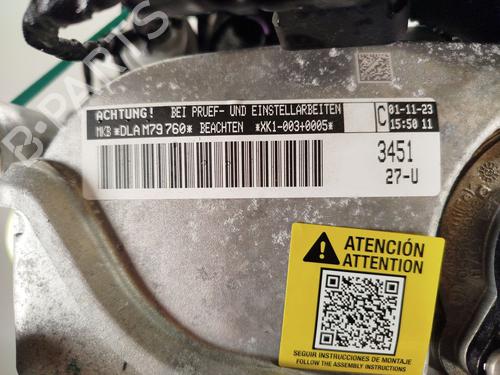 B-PARTS
ACHTUNG! BEI PRUEF- UND EINSTELLARBEITEN
MKB *DLA M79760* BEACHTEN *XK1-003+0005*
C 01-11-23
15:50 11
3451
27-U
ATENCIÓN
ATTENTION
SEGUIR INSTRUCCIONES DE MONTAJE
FOLLOW THE ASSEMBLY INSTRUCTIONS